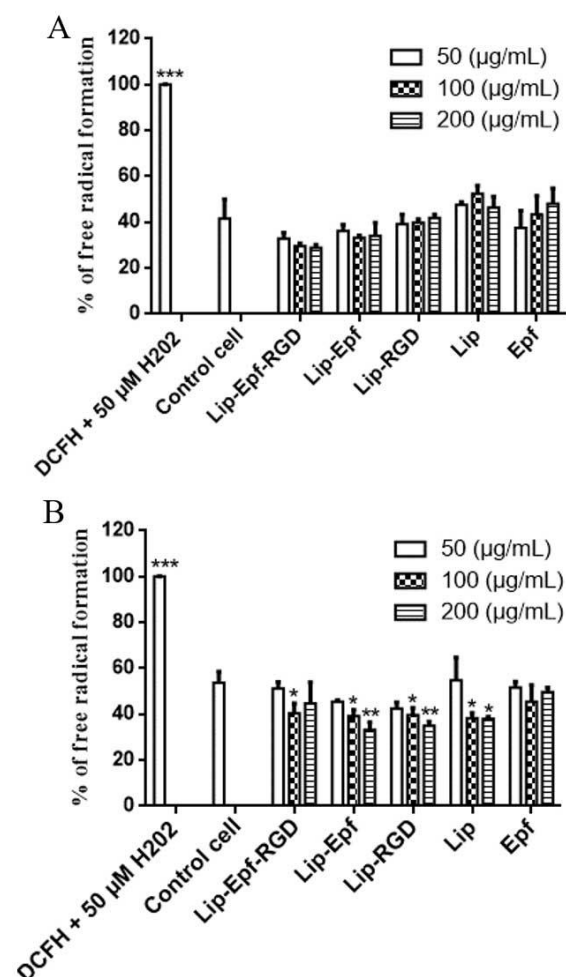 A
% of free radical formation
120
100
80
60
40
20
0
***
50 (µg/mL)
100 (µg/mL)
200 (µg/mL)
DCFH + 50 µM H202
Control cell
Lip-Epf-RGD
Lip-Epf
Lip-RGD
Lip
Epf
B
% of free radical formation
120
100
80
60
40
20
0
***
50 (µg/mL)
100 (µg/mL)
200 (µg/mL)
*
*
**
*
**
*
*
DCFH + 50 µM H202
Control cell
Lip-Epf-RGD
Lip-Epf
Lip-RGD
Lip
Epf